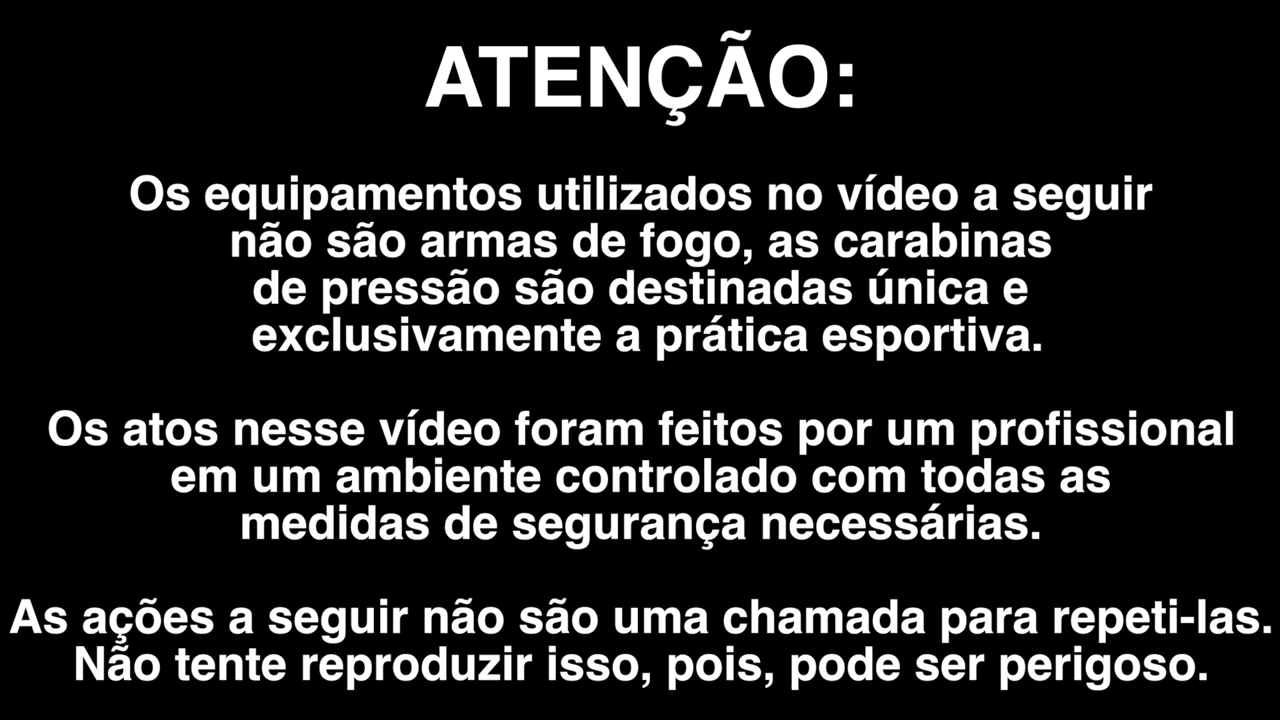 ATENÇÃO:
Os equipamentos utilizados no vídeo a seguir
não são armas de fogo, as carabinas
de pressão são destinadas única e
exclusivamente a prática esportiva.
Os atos nesse vídeo foram feitos por um profissional
em um ambiente controlado com todas as
medidas de segurança necessárias.
As ações a seguir não são uma chamada para repeti-las.
Não tente reproduzir isso, pois, pode ser perigoso.